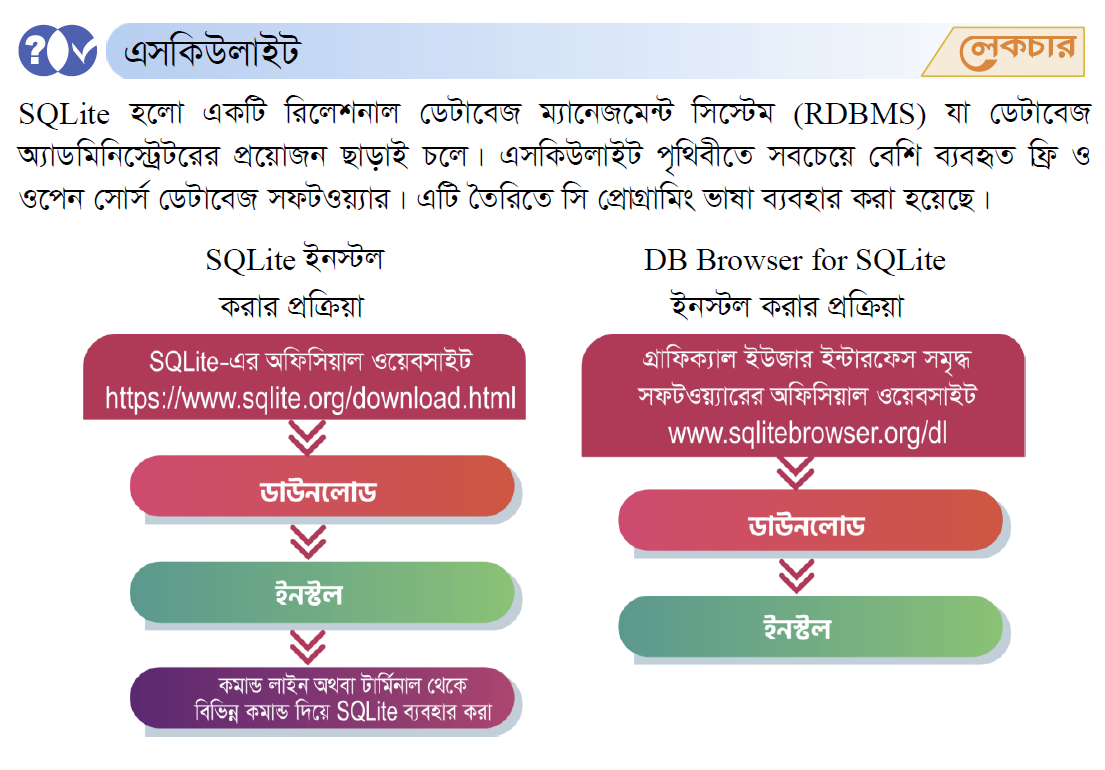 এসকিউলাইট
লেকচার
SQLite হলো একটি রিলেশনাল ডেটাবেজ ম্যানেজমেন্ট সিস্টেম (RDBMS) যা ডেটাবেজ
অ্যাডমিনিস্ট্রেটরের প্রয়োজন ছাড়াই চলে। এসকিউলাইট পৃথিবীতে সবচেয়ে বেশি ব্যবহৃত ফ্রি ও
ওপেন সোর্স ডেটাবেজ সফটওয়্যার। এটি তৈরিতে সি প্রোগ্রামিং ভাষা ব্যবহার করা হয়েছে।
SQLite ইনস্টল
করার প্রক্রিয়া
SQLite-এর অফিসিয়াল ওয়েবসাইট
https://www.sqlite.org/download.html
ডাউনলোড
ইনস্টল
কমান্ড লাইন অথবা টার্মিনাল থেকে
বিভিন্ন কমান্ড দিয়ে SQLite ব্যবহার করা
DB Browser for SQLite
ইনস্টল করার প্রক্রিয়া
গ্রাফিক্যাল ইউজার ইন্টারফেস সমৃদ্ধ
সফটওয়্যারের অফিসিয়াল ওয়েবসাইট
www.sqlitebrowser.org/dl
ডাউনলোড
ইনস্টল